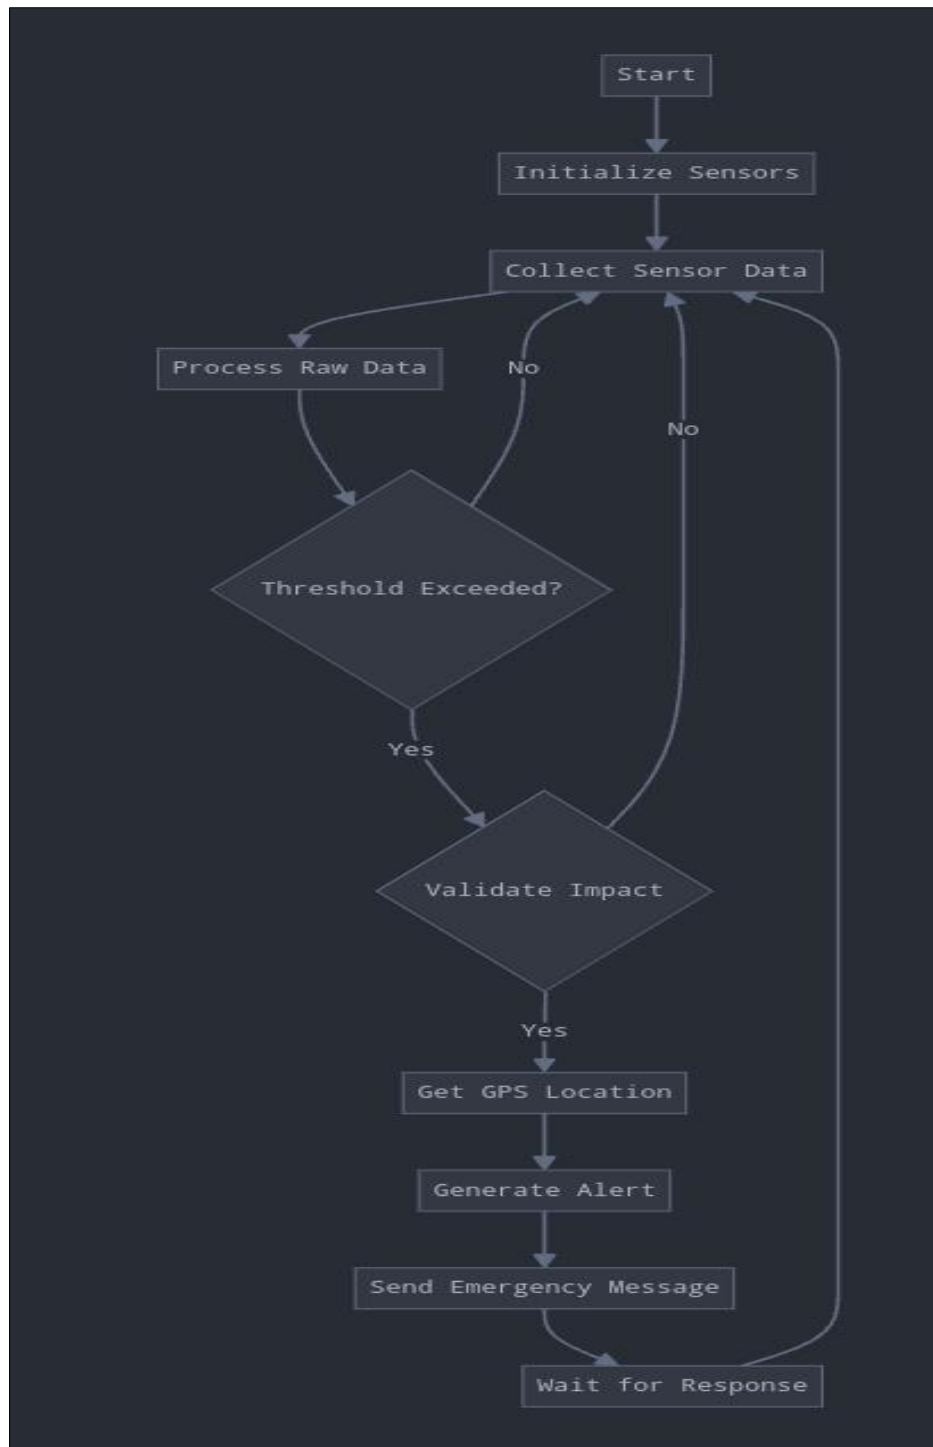 Start
Initialize Sensors
Collect Sensor Data
Process Raw Data
No
No
Threshold Exceeded?
Yes
Validate Impact
Yes
Get GPS Location
Generate Alert
Send Emergency Message
Wait for Response